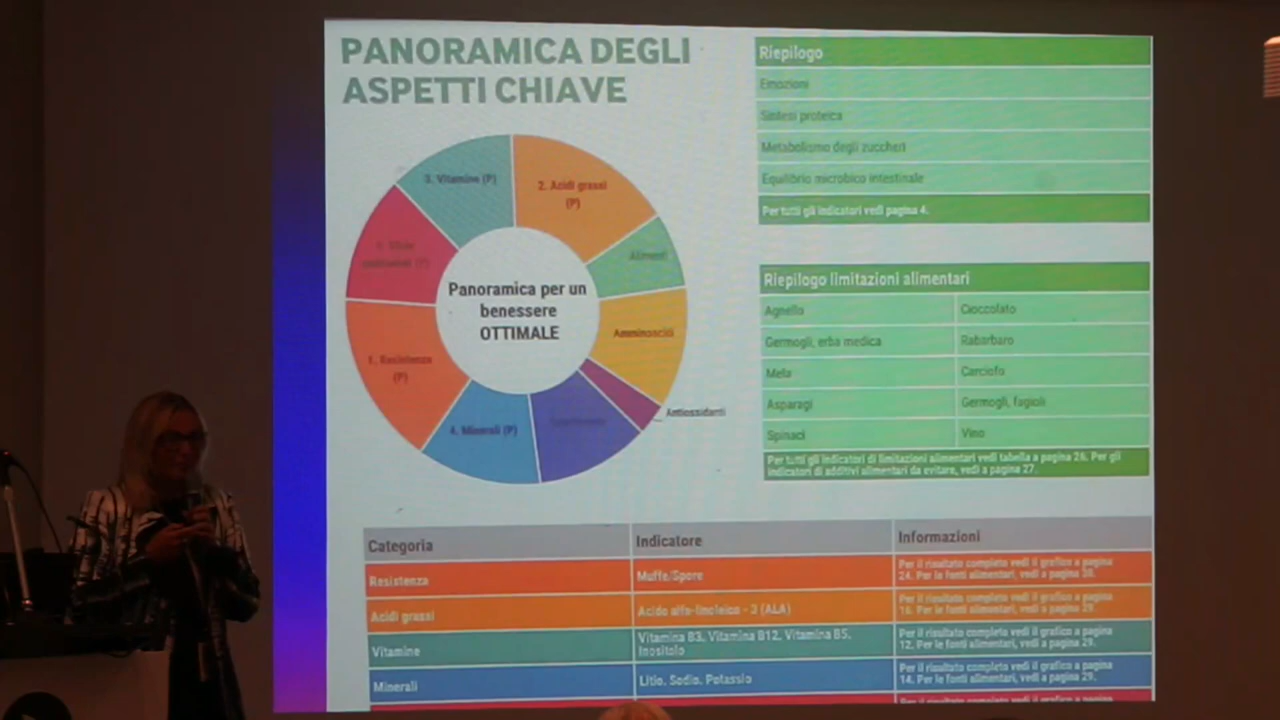 PANORAMICA DEGLI
ASPETTI CHIAVE
3. Vitamine (P)
2. Acidi grassi
(P)
Alimenti
Amminoacidi
Antiossidanti
4. Minerali (P)
1. Resistenza
(P)
Panoramica per un
benessere
OTTIMALE
Riepilogo
Emozioni
Sintesi proteica
Metabolismo degli zuccheri
Equilibrio microbico intestinale
Per tutti gli indicatori vedi pagina 4.
Riepilogo limitazioni alimentari
Agnello Cioccolato
Germogli, erba medica Rabarbaro
Mela Carciofo
Asparagi Germogli, fagioli
Spinaci Vino
Per tutti gli indicatori di limitazioni alimentari vedi tabella a pagina 26. Per gli
indicatori di additivi alimentari da evitare, vedi a pagina 27.
Categoria Indicatore Informazioni
Resistenza Muffe/Spore Per il risultato completo vedi il grafico a pagina
24. Per le fonti alimentari, vedi a pagina 30.
Acidi grassi Acido alfa-linoleico - 3 (ALA) Per il risultato completo vedi il grafico a pagina
16. Per le fonti alimentari, vedi a pagina 29.
Vitamine Vitamina B3, Vitamina B12, Vitamina B5,
Inositolo
Per il risultato completo vedi il grafico a pagina
12. Per le fonti alimentari, vedi a pagina 29.
Minerali Litio, Sodio, Potassio Per il risultato completo vedi il grafico a pagina
14. Per le fonti alimentari, vedi a pagina 29.